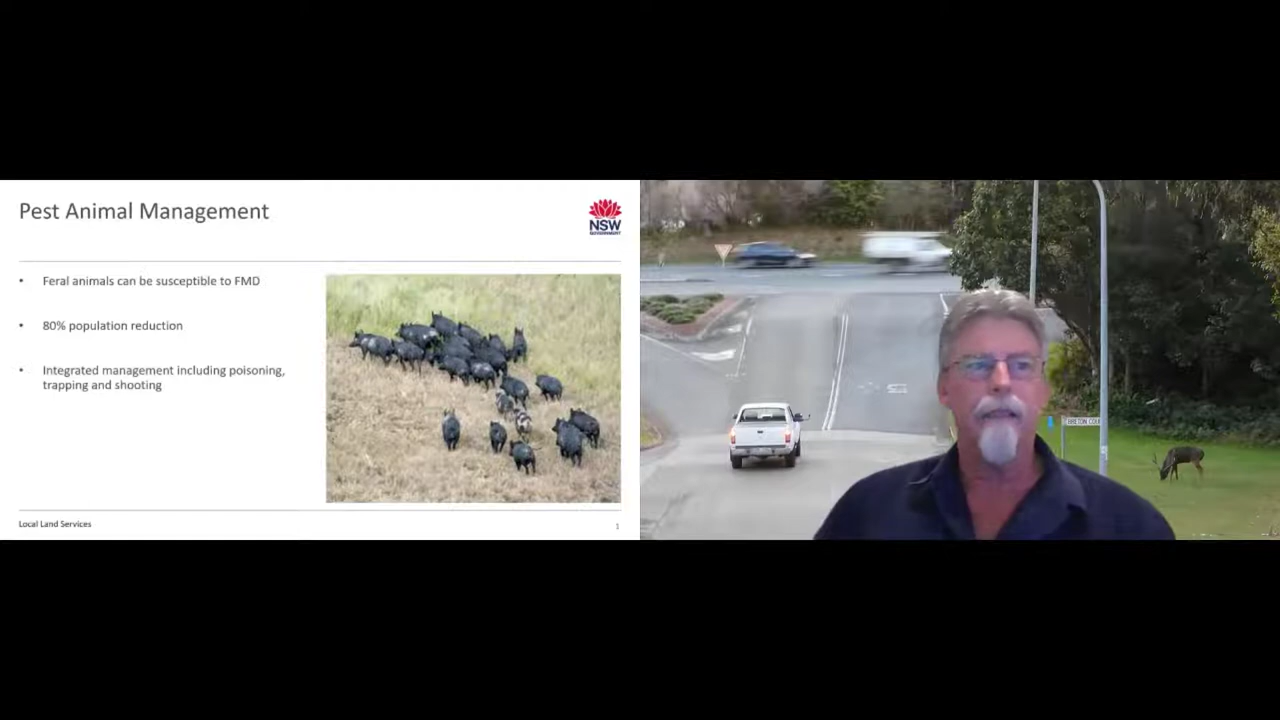 Pest Animal Management
NSW
GOVERNMENT
• Feral animals can be susceptible to FMD
• 80% population reduction
• Integrated management including poisoning,
trapping and shooting
Local Land Services
1